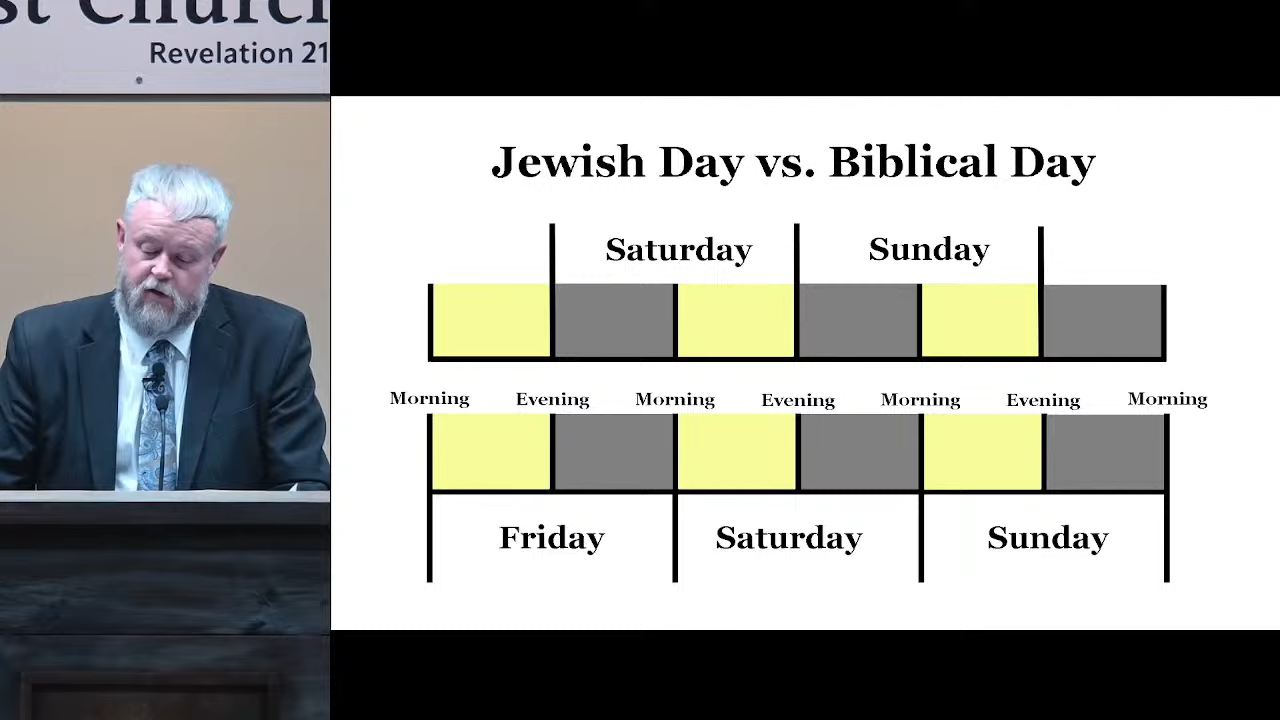 st Church
Revelation 21
Jewish Day vs. Biblical Day
Saturday
Sunday
Morning Evening Morning Evening Morning Evening Morning
Friday
Saturday
Sunday